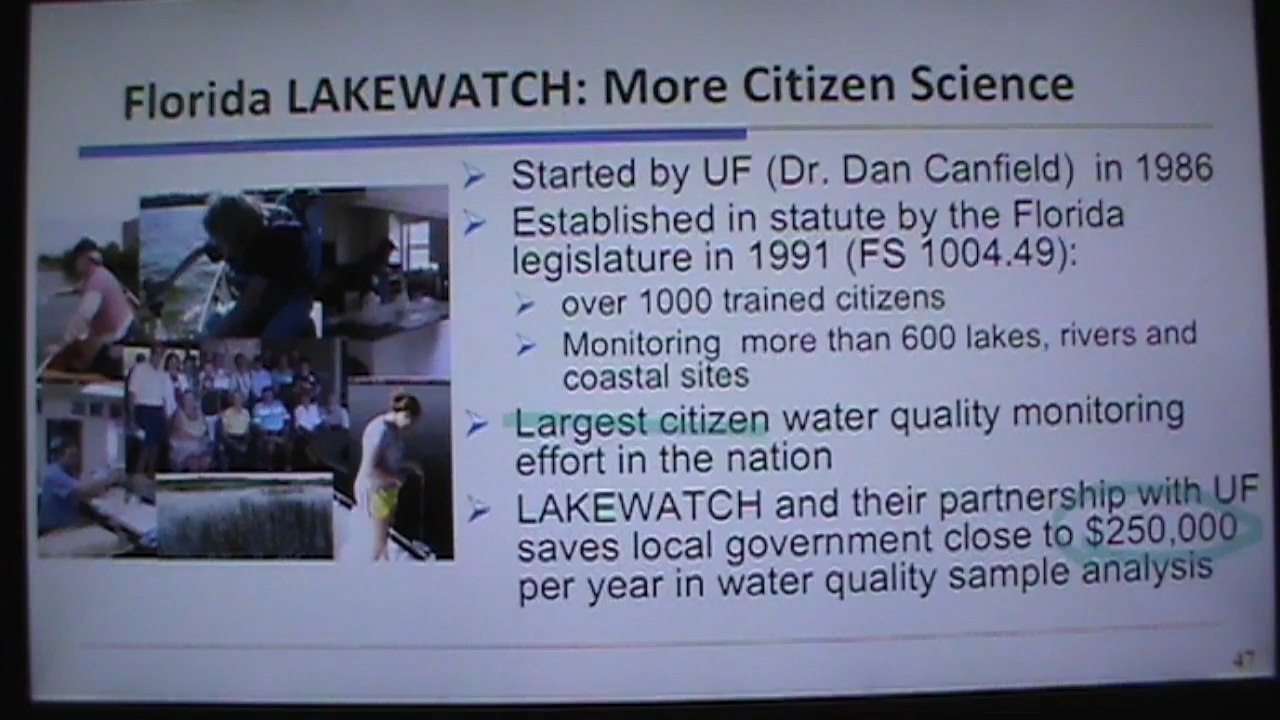 Florida LAKEWATCH: More Citizen Science
Started by UF (Dr. Dan Canfield) in 1986
Established in statute by the Florida
legislature in 1991 (FS 1004.49):
over 1000 trained citizens
Monitoring more than 600 lakes, rivers and
coastal sites
Largest citizen water quality monitoring
effort in the nation
LAKEWATCH and their partnership with UF
saves local government close to $250,000
per year in water quality sample analysis
47